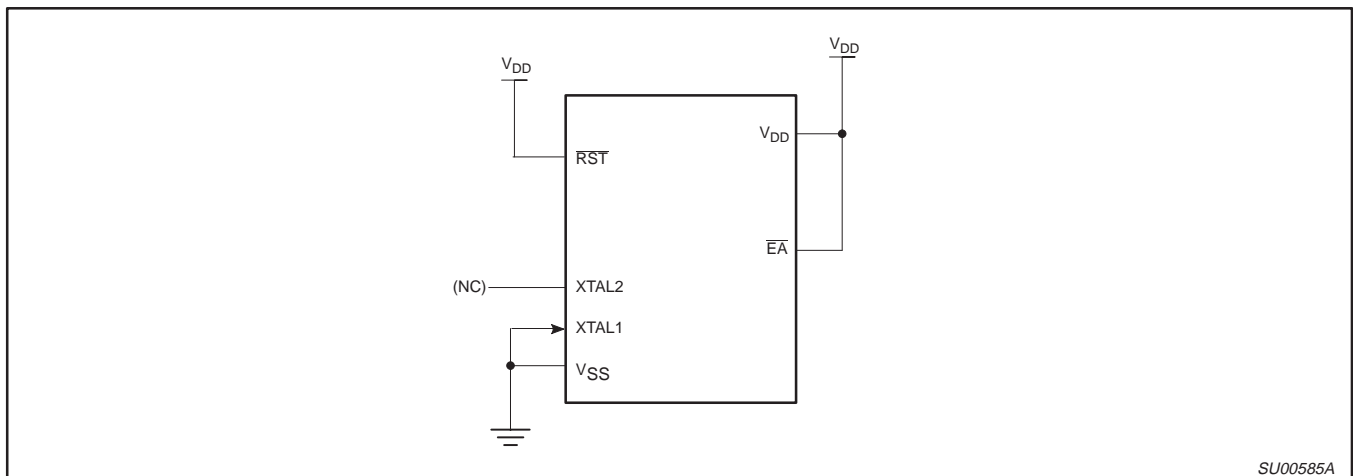 VDD
VDD
VDD
RST
EA
(NC)
XTAL2
XTAL1
VSS
SU00585A